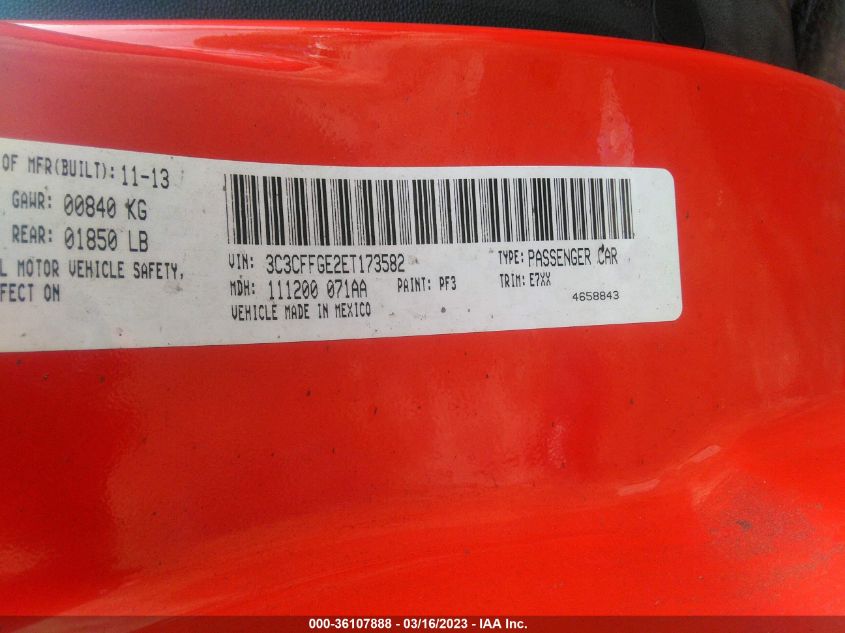 OF MFR(BUILT): 11-13
GAWR: 00840 KG
REAR: 01850 LB
MOTOR VEHICLE SAFETY,
ON
VIN: 3C3CFFGE2ET173582 TYPE: PASSENGER CAR
MDH: 111200 071AA PAINT: PF3 TRIM: E7XX
VEHICLE MADE IN MEXICO 4658843
000-36107888 - 03/16/2023 - IAA Inc.